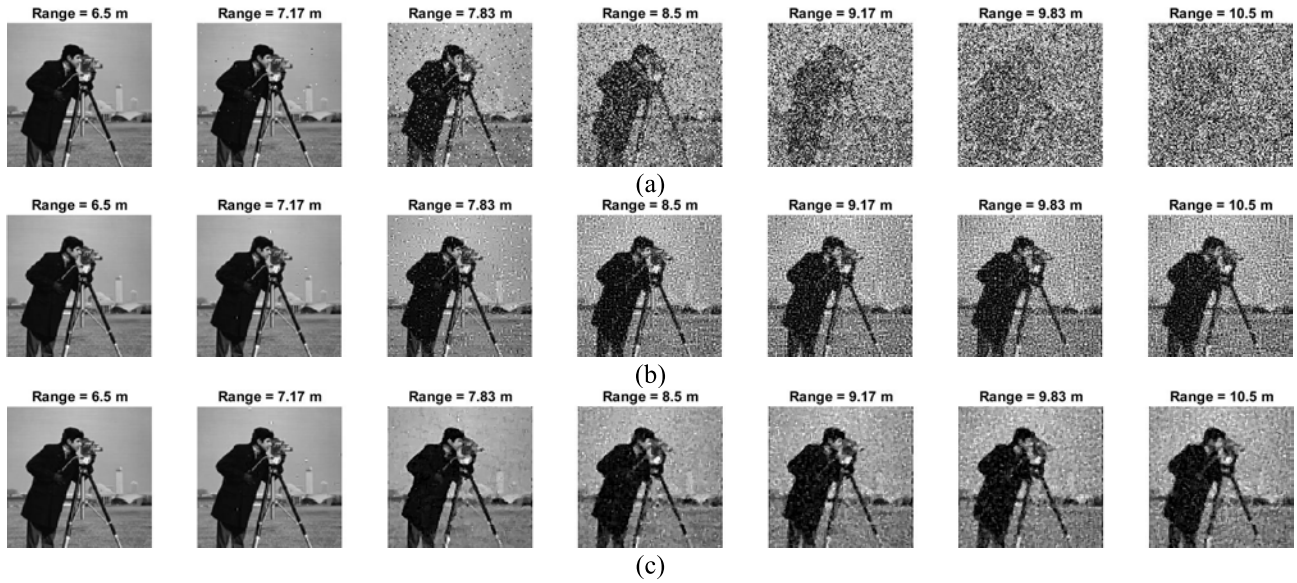 Range = 6.5 m Range = 7.17 m Range = 7.83 m Range = 8.5 m Range = 9.17 m Range = 9.83 m Range = 10.5 m
(a)
Range = 6.5 m Range = 7.17 m Range = 7.83 m Range = 8.5 m Range = 9.17 m Range = 9.83 m Range = 10.5 m
(b)
Range = 6.5 m Range = 7.17 m Range = 7.83 m Range = 8.5 m Range = 9.17 m Range = 9.83 m Range = 10.5 m
(c)